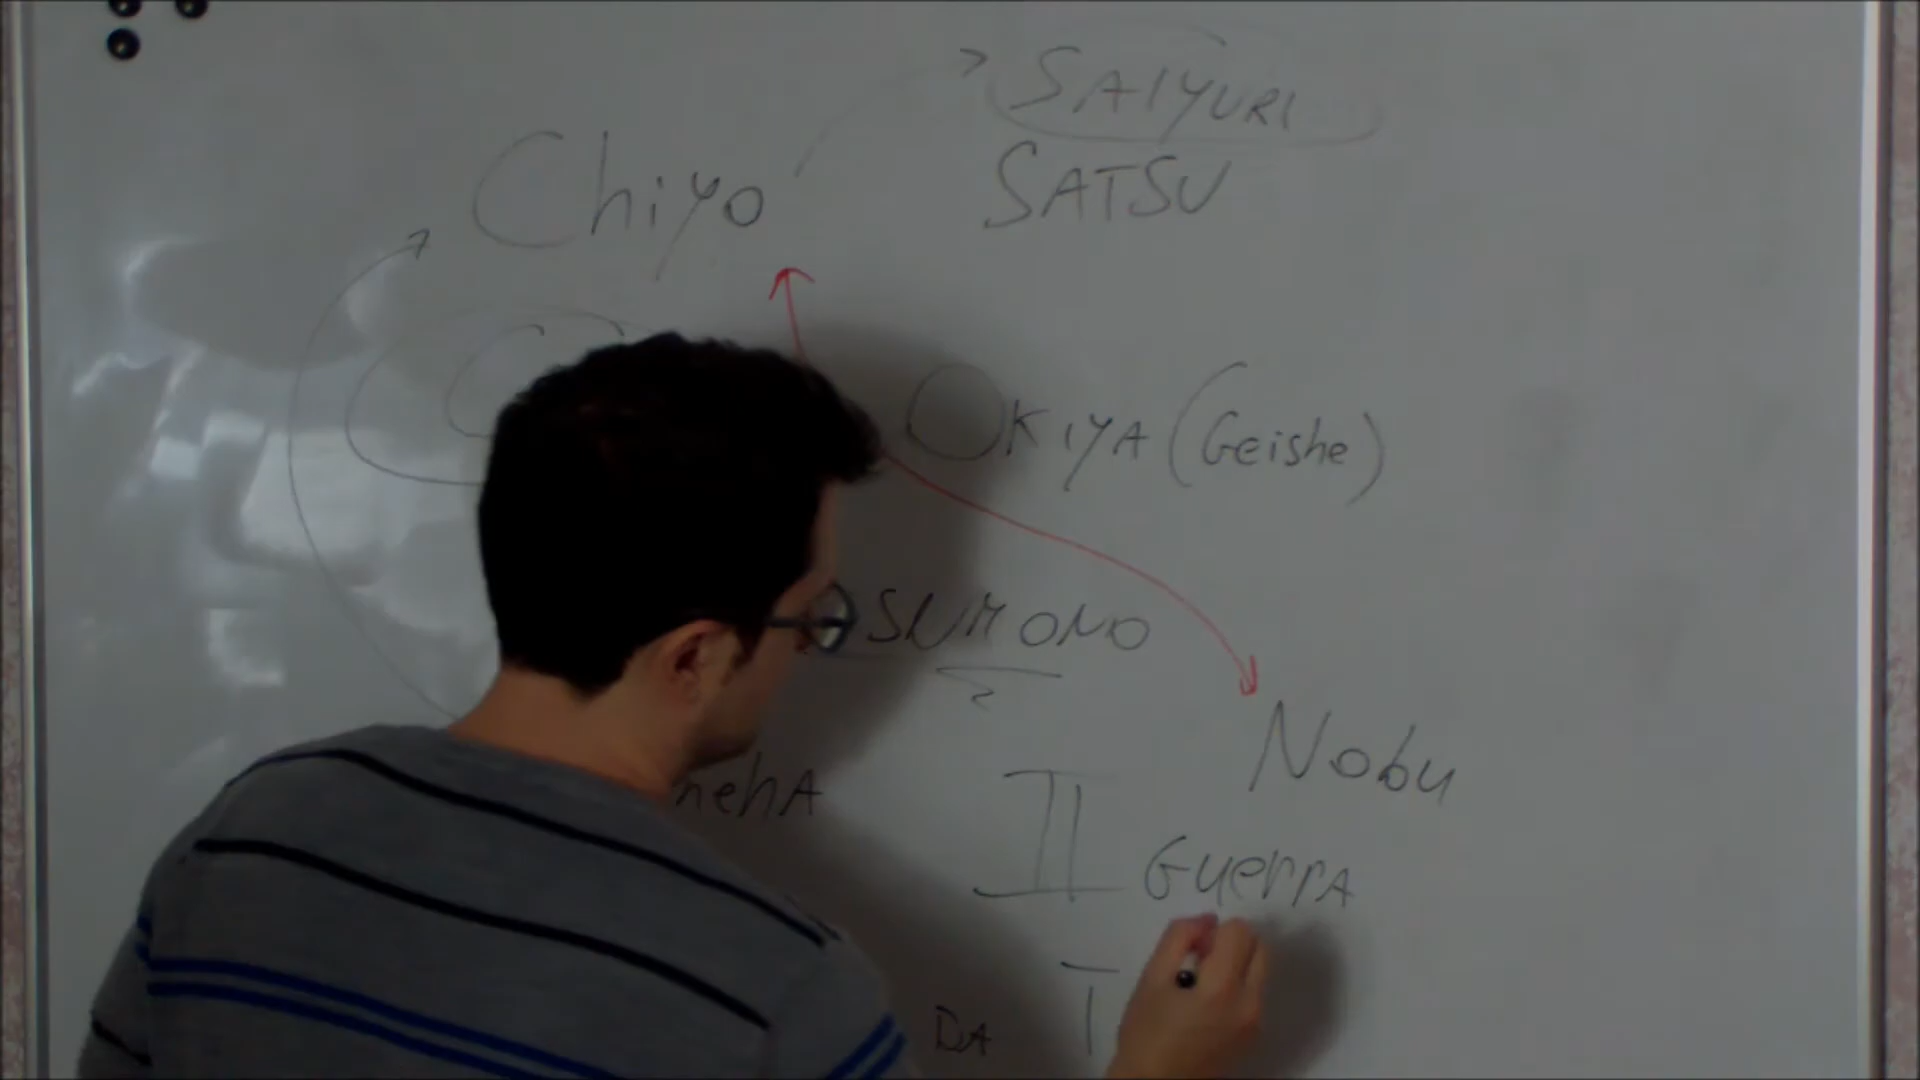 SAIYURI
Chiyo
SATSU
OKIYA (Geishe)
SUMOMO
Nobu
nehA
II GuerrA
DA